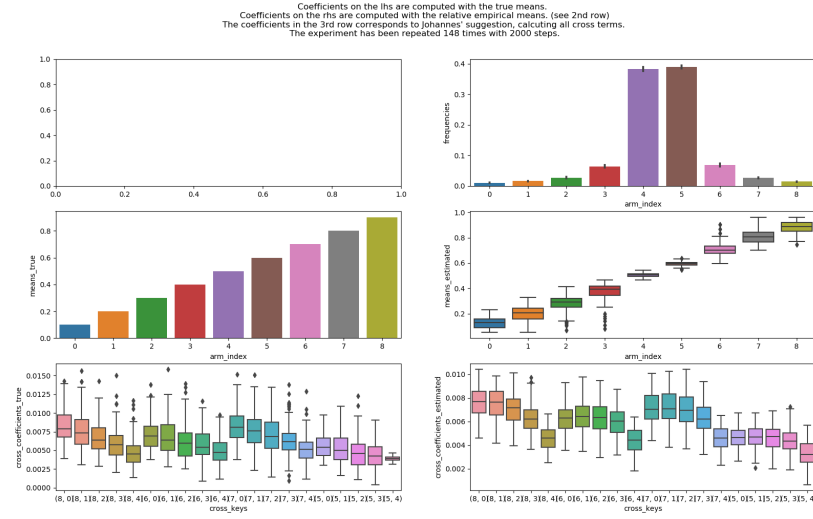 Coefficients on the lhs are computed with the true means.
Coefficients on the rhs are computed with the relative empirical means. (see 2nd row)
The coefficients in the 3rd row corresponds to Johannes' suggestion, calcuting all cross terms.
The experiment has been repeated 148 times with 2000 steps.
1.0
0.8
0.6
0.4
0.2
0.0
0.0 0.2 0.4 0.6 0.8 1.0
frequencies
0.4
0.3
0.2
0.1
0.0
0 1 2 3 4 5 6 7 8
arm_index
means_true
0.8
0.6
0.4
0.2
0.0
0 1 2 3 4 5 6 7 8
arm_index
means_estimated
1.0
0.8
0.6
0.4
0.2
0 1 2 3 4 5 6 7 8
arm_index
cross_coefficients_true
0.0150
0.0125
0.0100
0.0075
0.0050
0.0025
0.0000
cross_keys
cross_coefficients_estimated
0.010
0.008
0.006
0.004
0.002
cross_keys